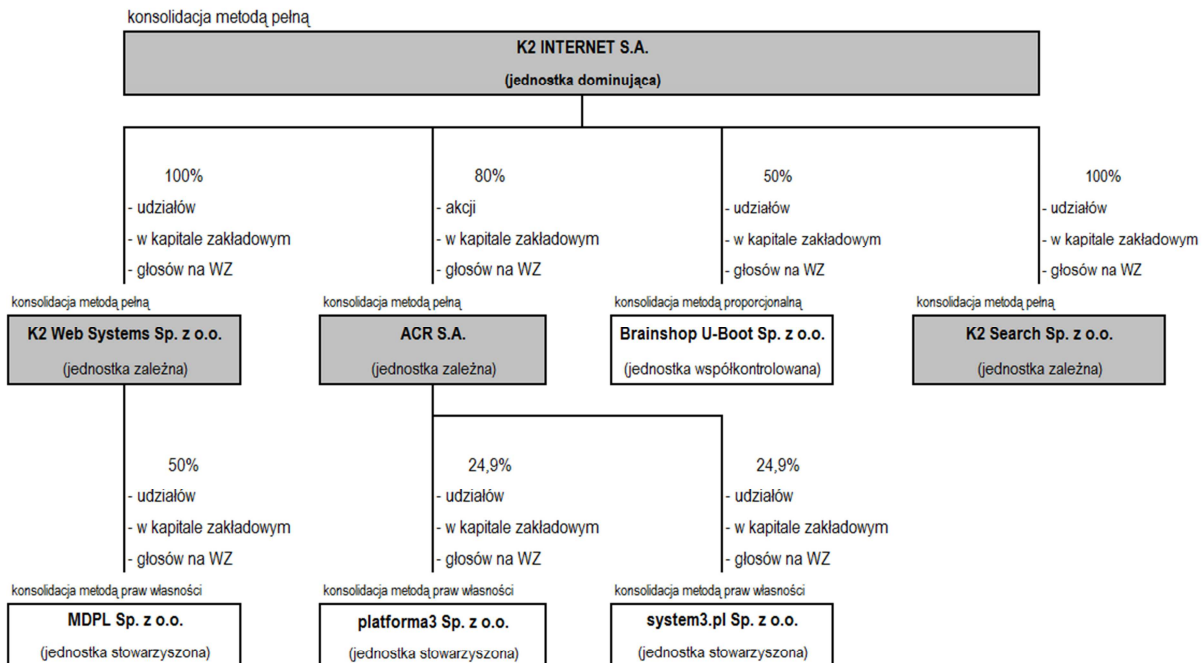 konsolidacja metodą pełną
K2 INTERNET S.A.
(jednostka dominująca)
100%
- udziałów
- w kapitale zakładowym
- głosów na WZ
80%
- akcji
- w kapitale zakładowym
- głosów na WZ
50%
- udziałów
- w kapitale zakładowym
- głosów na WZ
100%
- udziałów
- w kapitale zakładowym
- głosów na WZ
konsolidacja metodą pełną
K2 Web Systems Sp. z o.o.
(jednostka zależna)
konsolidacja metodą pełną
ACR S.A.
(jednostka zależna)
konsolidacja metodą proporcjonalną
Brainshop U-Boot Sp. z o.o.
(jednostka współkontrolowana)
konsolidacja metodą pełną
K2 Search Sp. z o.o.
(jednostka zależna)
50%
- udziałów
- w kapitale zakładowym
- głosów na WZ
24,9%
- udziałów
- w kapitale zakładowym
- głosów na WZ
24,9%
- udziałów
- w kapitale zakładowym
- głosów na WZ
konsolidacja metodą praw własności
MDPL Sp. z o.o.
(jednostka stowarzyszona)
konsolidacja metodą praw własności
platforma3 Sp. z o.o.
(jednostka stowarzyszona)
konsolidacja metodą praw własności
system3.pl Sp. z o.o.
(jednostka stowarzyszona)